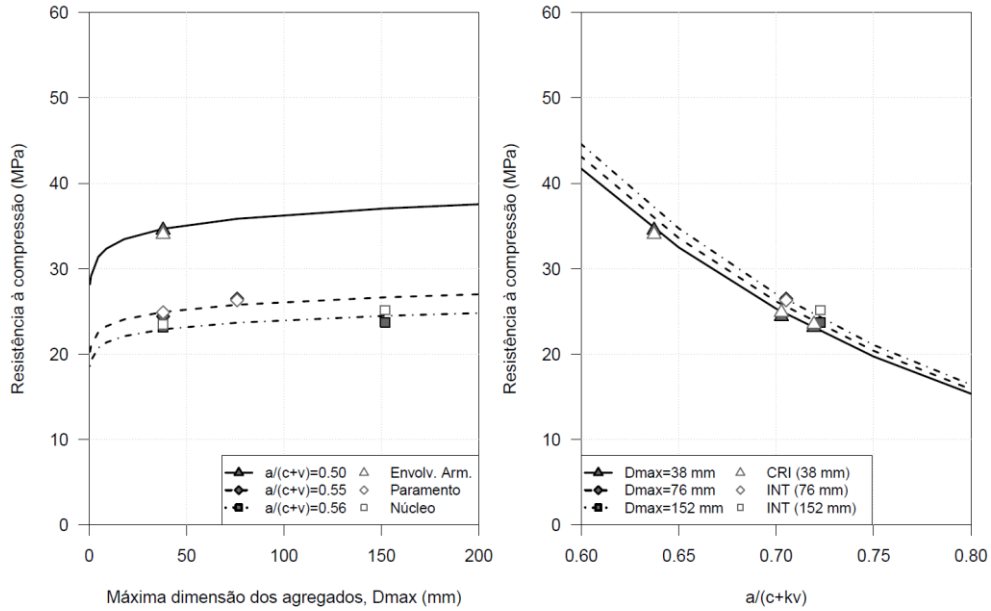 Resistência à compressão (MPa)
60
50
40
30
20
10
0
a/(c+v)=0.50 Envolv. Arm.
a/(c+v)=0.55 Paramento
a/(c+v)=0.56 Núcleo
0 50 100 150 200
Máxima dimensão dos agregados, Dmax (mm)
Resistência à compressão (MPa)
60
50
40
30
20
10
0
Dmax=38 mm CRI (38 mm)
Dmax=76 mm INT (76 mm)
Dmax=152 mm INT (152 mm)
0.60 0.65 0.70 0.75 0.80
a/(c+kv)